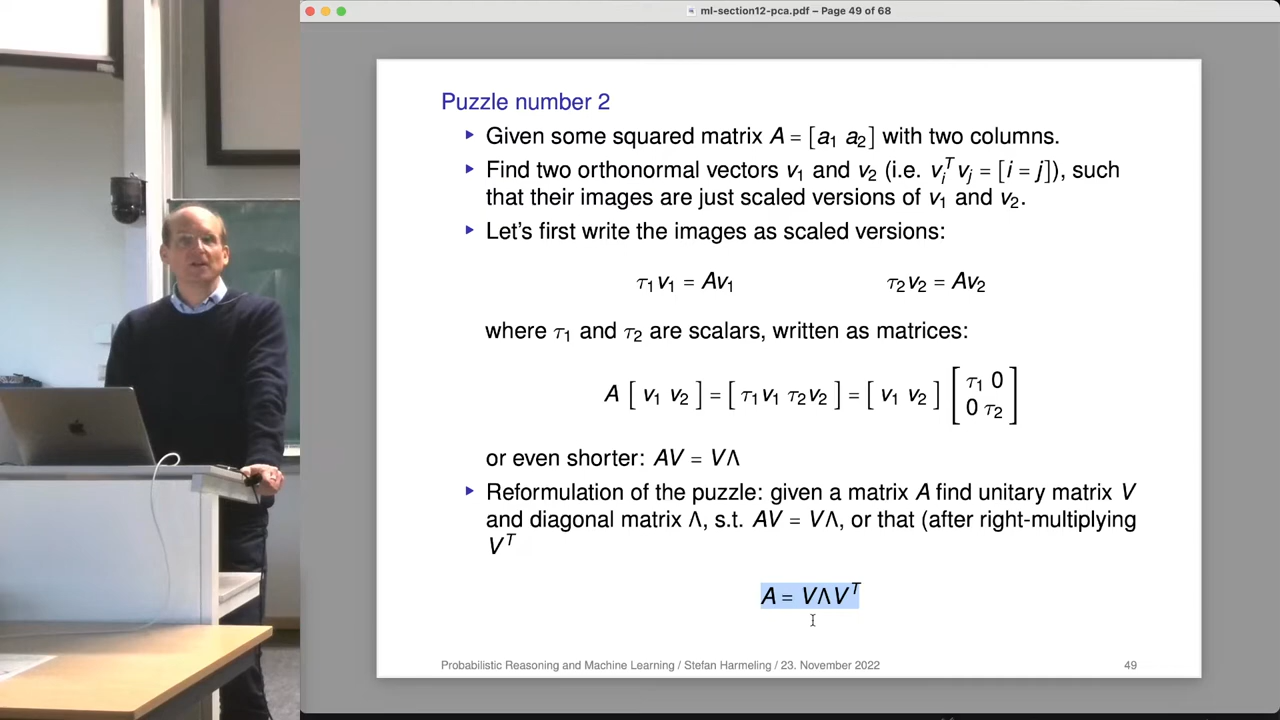 ml-section12-pca.pdf – Page 49 of 68
Puzzle number 2
▶ Given some squared matrix A = [a₁ a₂] with two columns.
▶ Find two orthonormal vectors v₁ and v₂ (i.e. vᵢᵀvⱼ = [i = j]), such
that their images are just scaled versions of v₁ and v₂.
▶ Let's first write the images as scaled versions:
τ₁v₁ = Av₁ τ₂v₂ = Av₂
where τ₁ and τ₂ are scalars, written as matrices:
A [ v₁ v₂ ] = [ τ₁v₁ τ₂v₂ ] = [ v₁ v₂ ] [ τ₁ 0
0 τ₂ ]
or even shorter: AV = VΛ
▶ Reformulation of the puzzle: given a matrix A find unitary matrix V
and diagonal matrix Λ, s.t. AV = VΛ, or that (after right-multiplying
Vᵀ
A = VΛVᵀ
Probabilistic Reasoning and Machine Learning / Stefan Harmeling / 23. November 2022 49